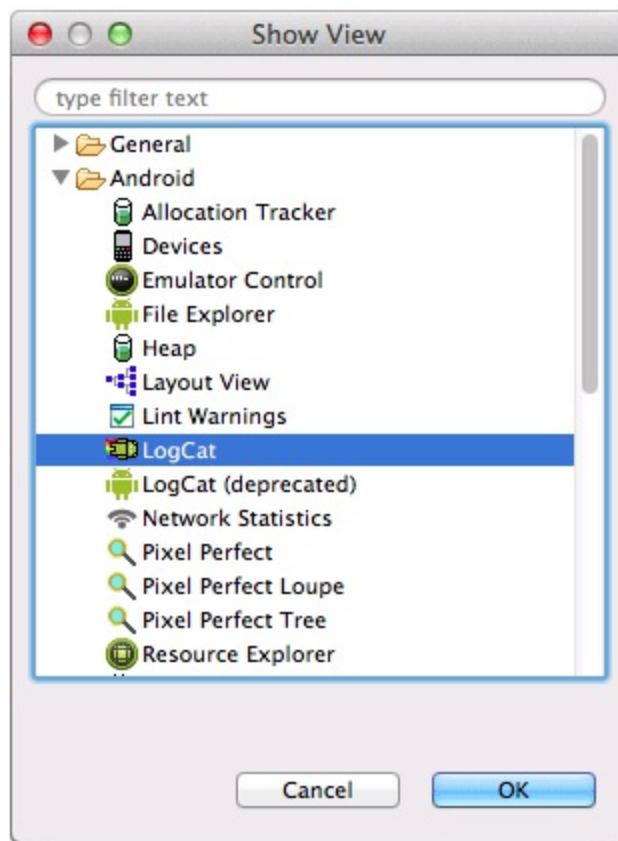 Show View
type filter text
General
Android
Allocation Tracker
Devices
Emulator Control
File Explorer
Heap
Layout View
Lint Warnings
LogCat
LogCat (deprecated)
Network Statistics
Pixel Perfect
Pixel Perfect Loupe
Pixel Perfect Tree
Resource Explorer
Cancel
OK